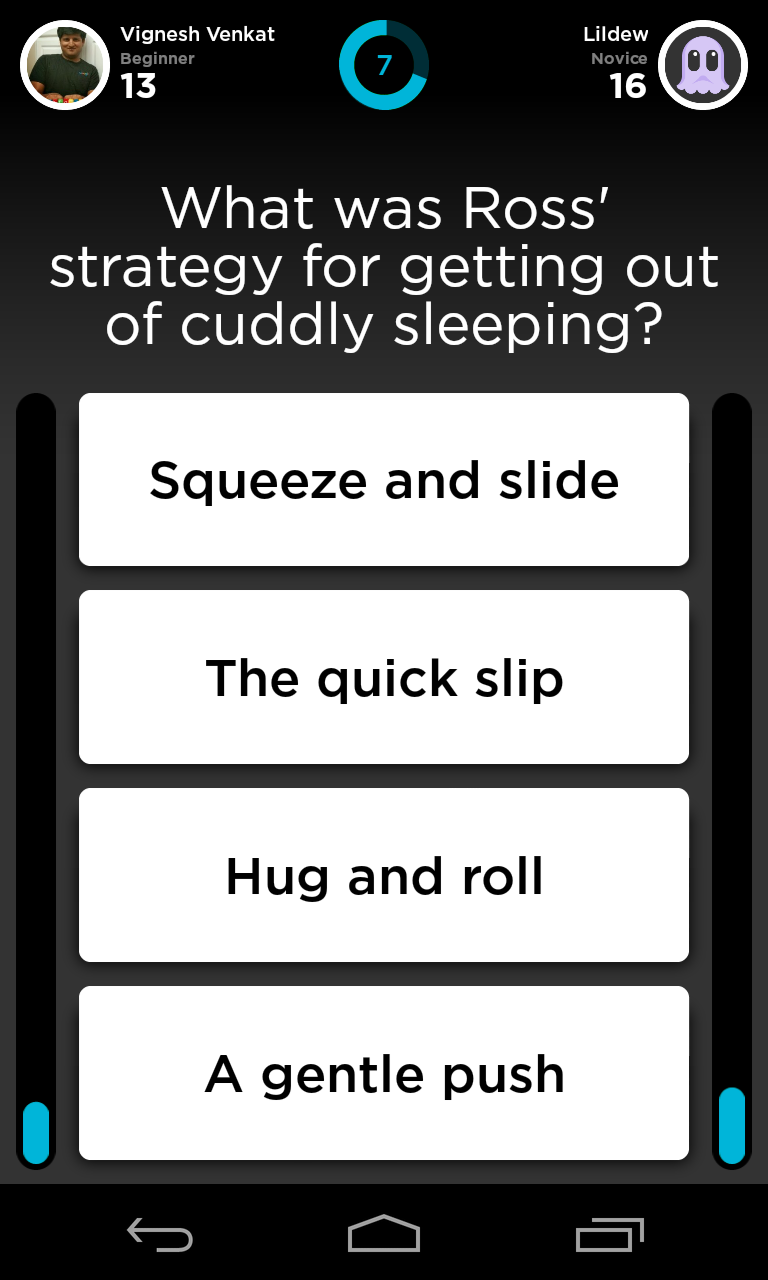 Vignesh Venkat
Beginner
13
7
Lildew
Novice
16
What was Ross'
strategy for getting out
of cuddly sleeping?
Squeeze and slide
The quick slip
Hug and roll
A gentle push